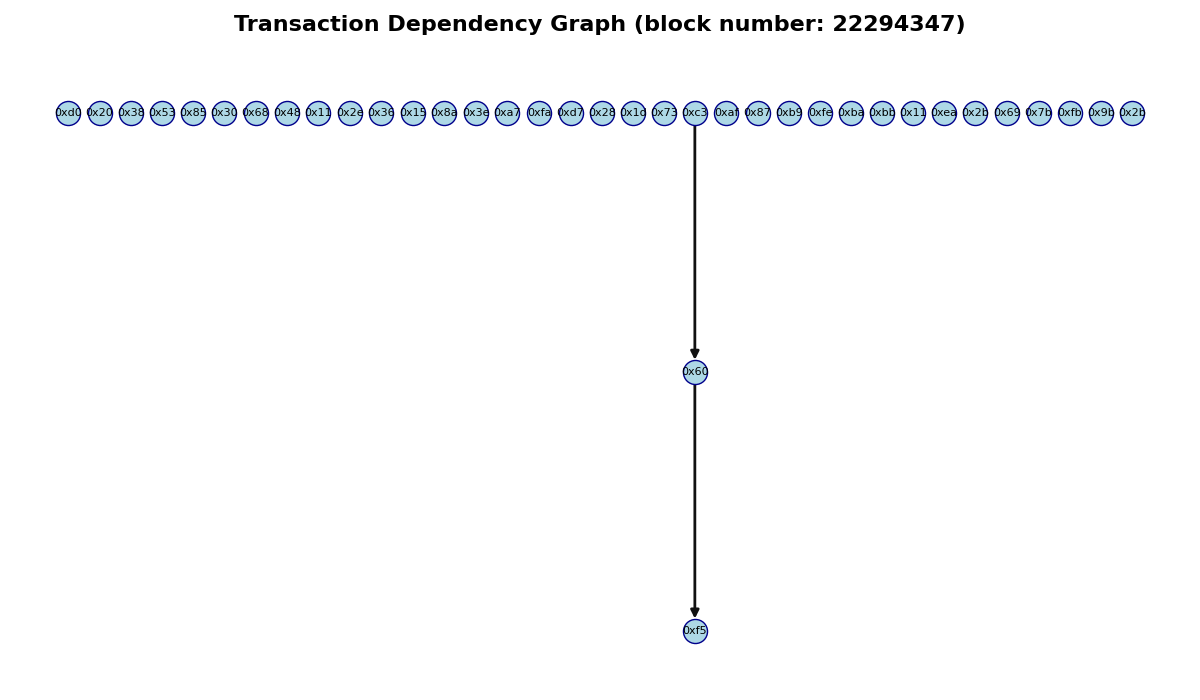 Transaction Dependency Graph (block number: 22294347)
0xd0 0x20 0x38 0x53 0x85 0x30 0x68 0x48 0x11 0x2e 0x36 0x15 0x8a 0x3e 0xa7 0xfa 0xd7 0x28 0x1d 0x73 0xc3 0xaf 0x87 0xb9 0xfe 0xba 0xbb 0x11 0xea 0x2b 0x69 0x7b 0xfb 0x9b 0x2b
0x60
0xf5